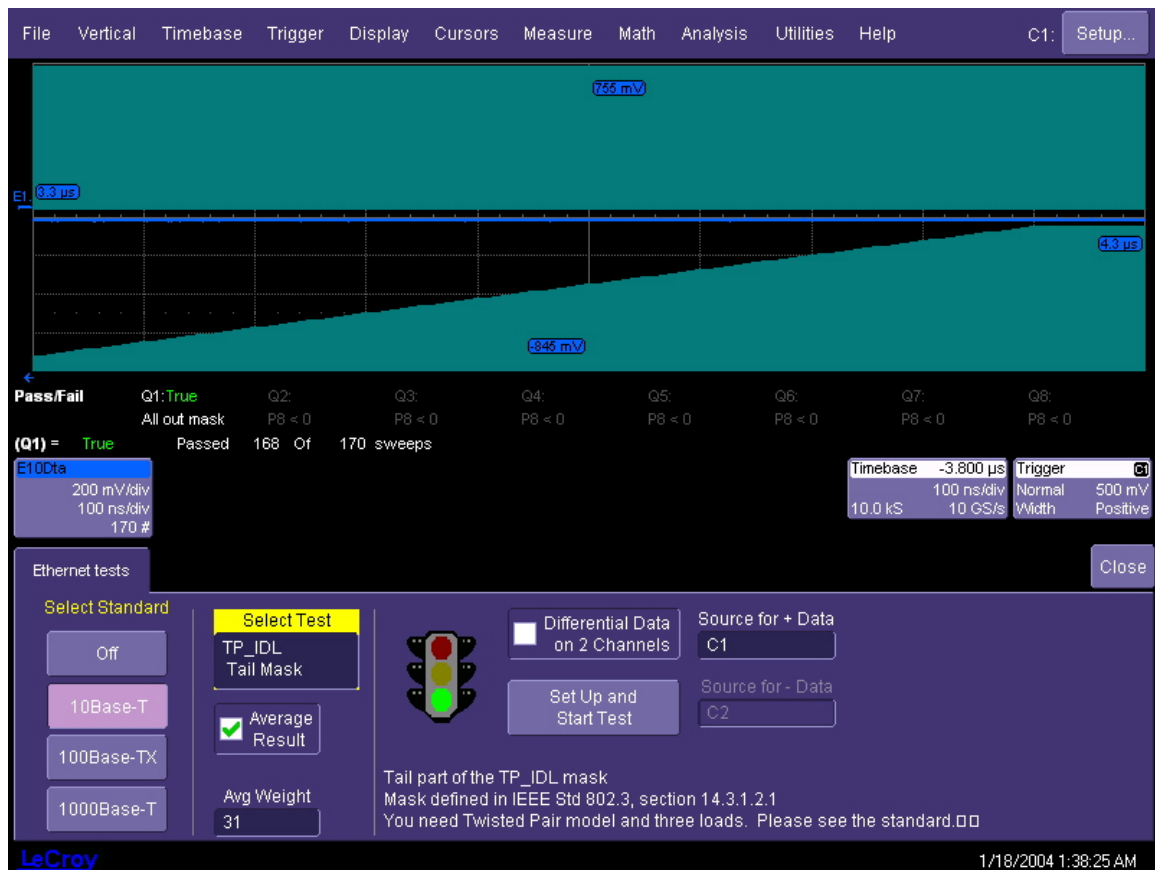 File Vertical Timebase Trigger Display Cursors Measure Math Analysis Utilities Help C1: Setup...
755 mV
E1. 3.3 µs
4.3 µs
-845 mV
Pass/Fail Q1:True Q2: Q3: Q4: Q5: Q6: Q7: Q8:
All out mask P8 < 0 P8 < 0 P8 < 0 P8 < 0 P8 < 0 P8 < 0 P8 < 0
(Q1) = True Passed 168 Of 170 sweeps
E10Dta
200 mV/div
100 ns/div
170 #
Timebase -3.800 µs
100 ns/div
10.0 kS 10 GS/s
Trigger C1
Normal 500 mV
Width Positive
Ethernet tests
Close
Select Standard
Off
10Base-T
100Base-TX
1000Base-T
Select Test
TP_IDL
Tail Mask
Average
Result
Avg Weight
31
Differential Data
on 2 Channels
Set Up and
Start Test
Source for + Data
C1
Source for - Data
C2
Tail part of the TP_IDL mask
Mask defined in IEEE Std 802.3, section 14.3.1.2.1
You need Twisted Pair model and three loads. Please see the standard.□□
LeCroy
1/18/2004 1:38:25 AM